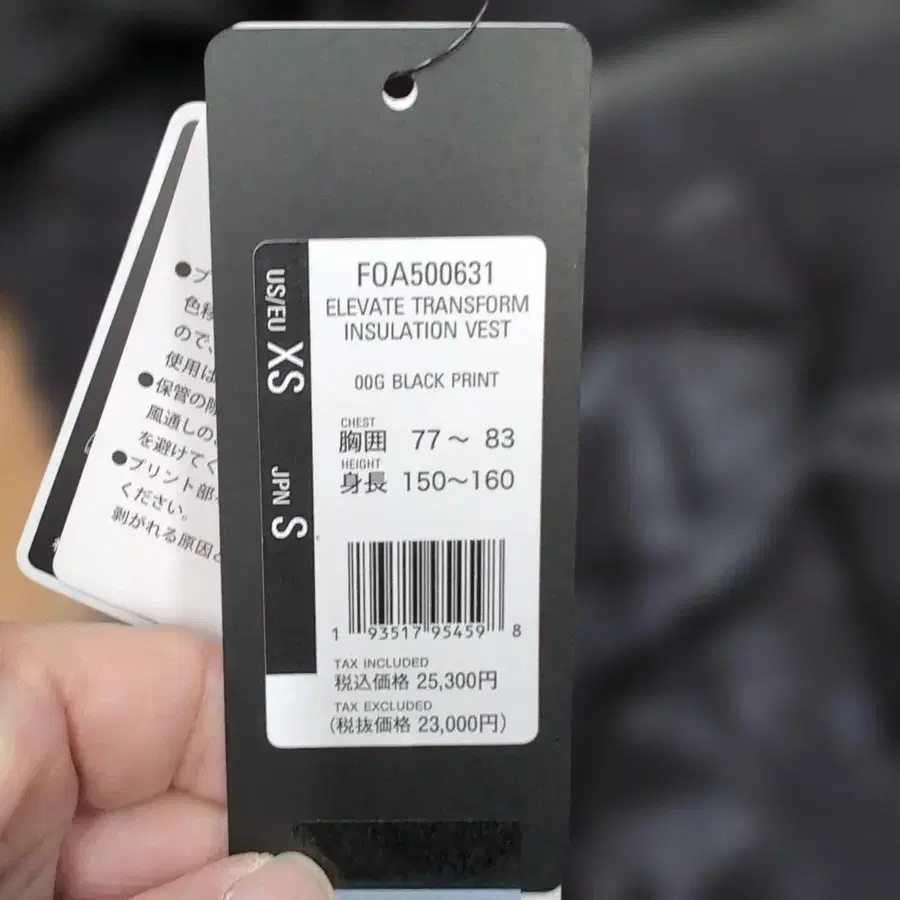 FOA500631
ELEVATE TRANSFORM
INSULATION VEST
00G BLACK PRINT
US/EU XS
JPN S
CHEST
胸囲 77～ 83
HEIGHT
身長 150～160
1 93517 95459 8
TAX INCLUDED
税込価格 25,300円
TAX EXCLUDED
(税抜価格 23,000円)
●プ
色移
ので、
使用は
●保管の際
風通しの
を避けてく
●プリント部
ください。
剥がれる原因と